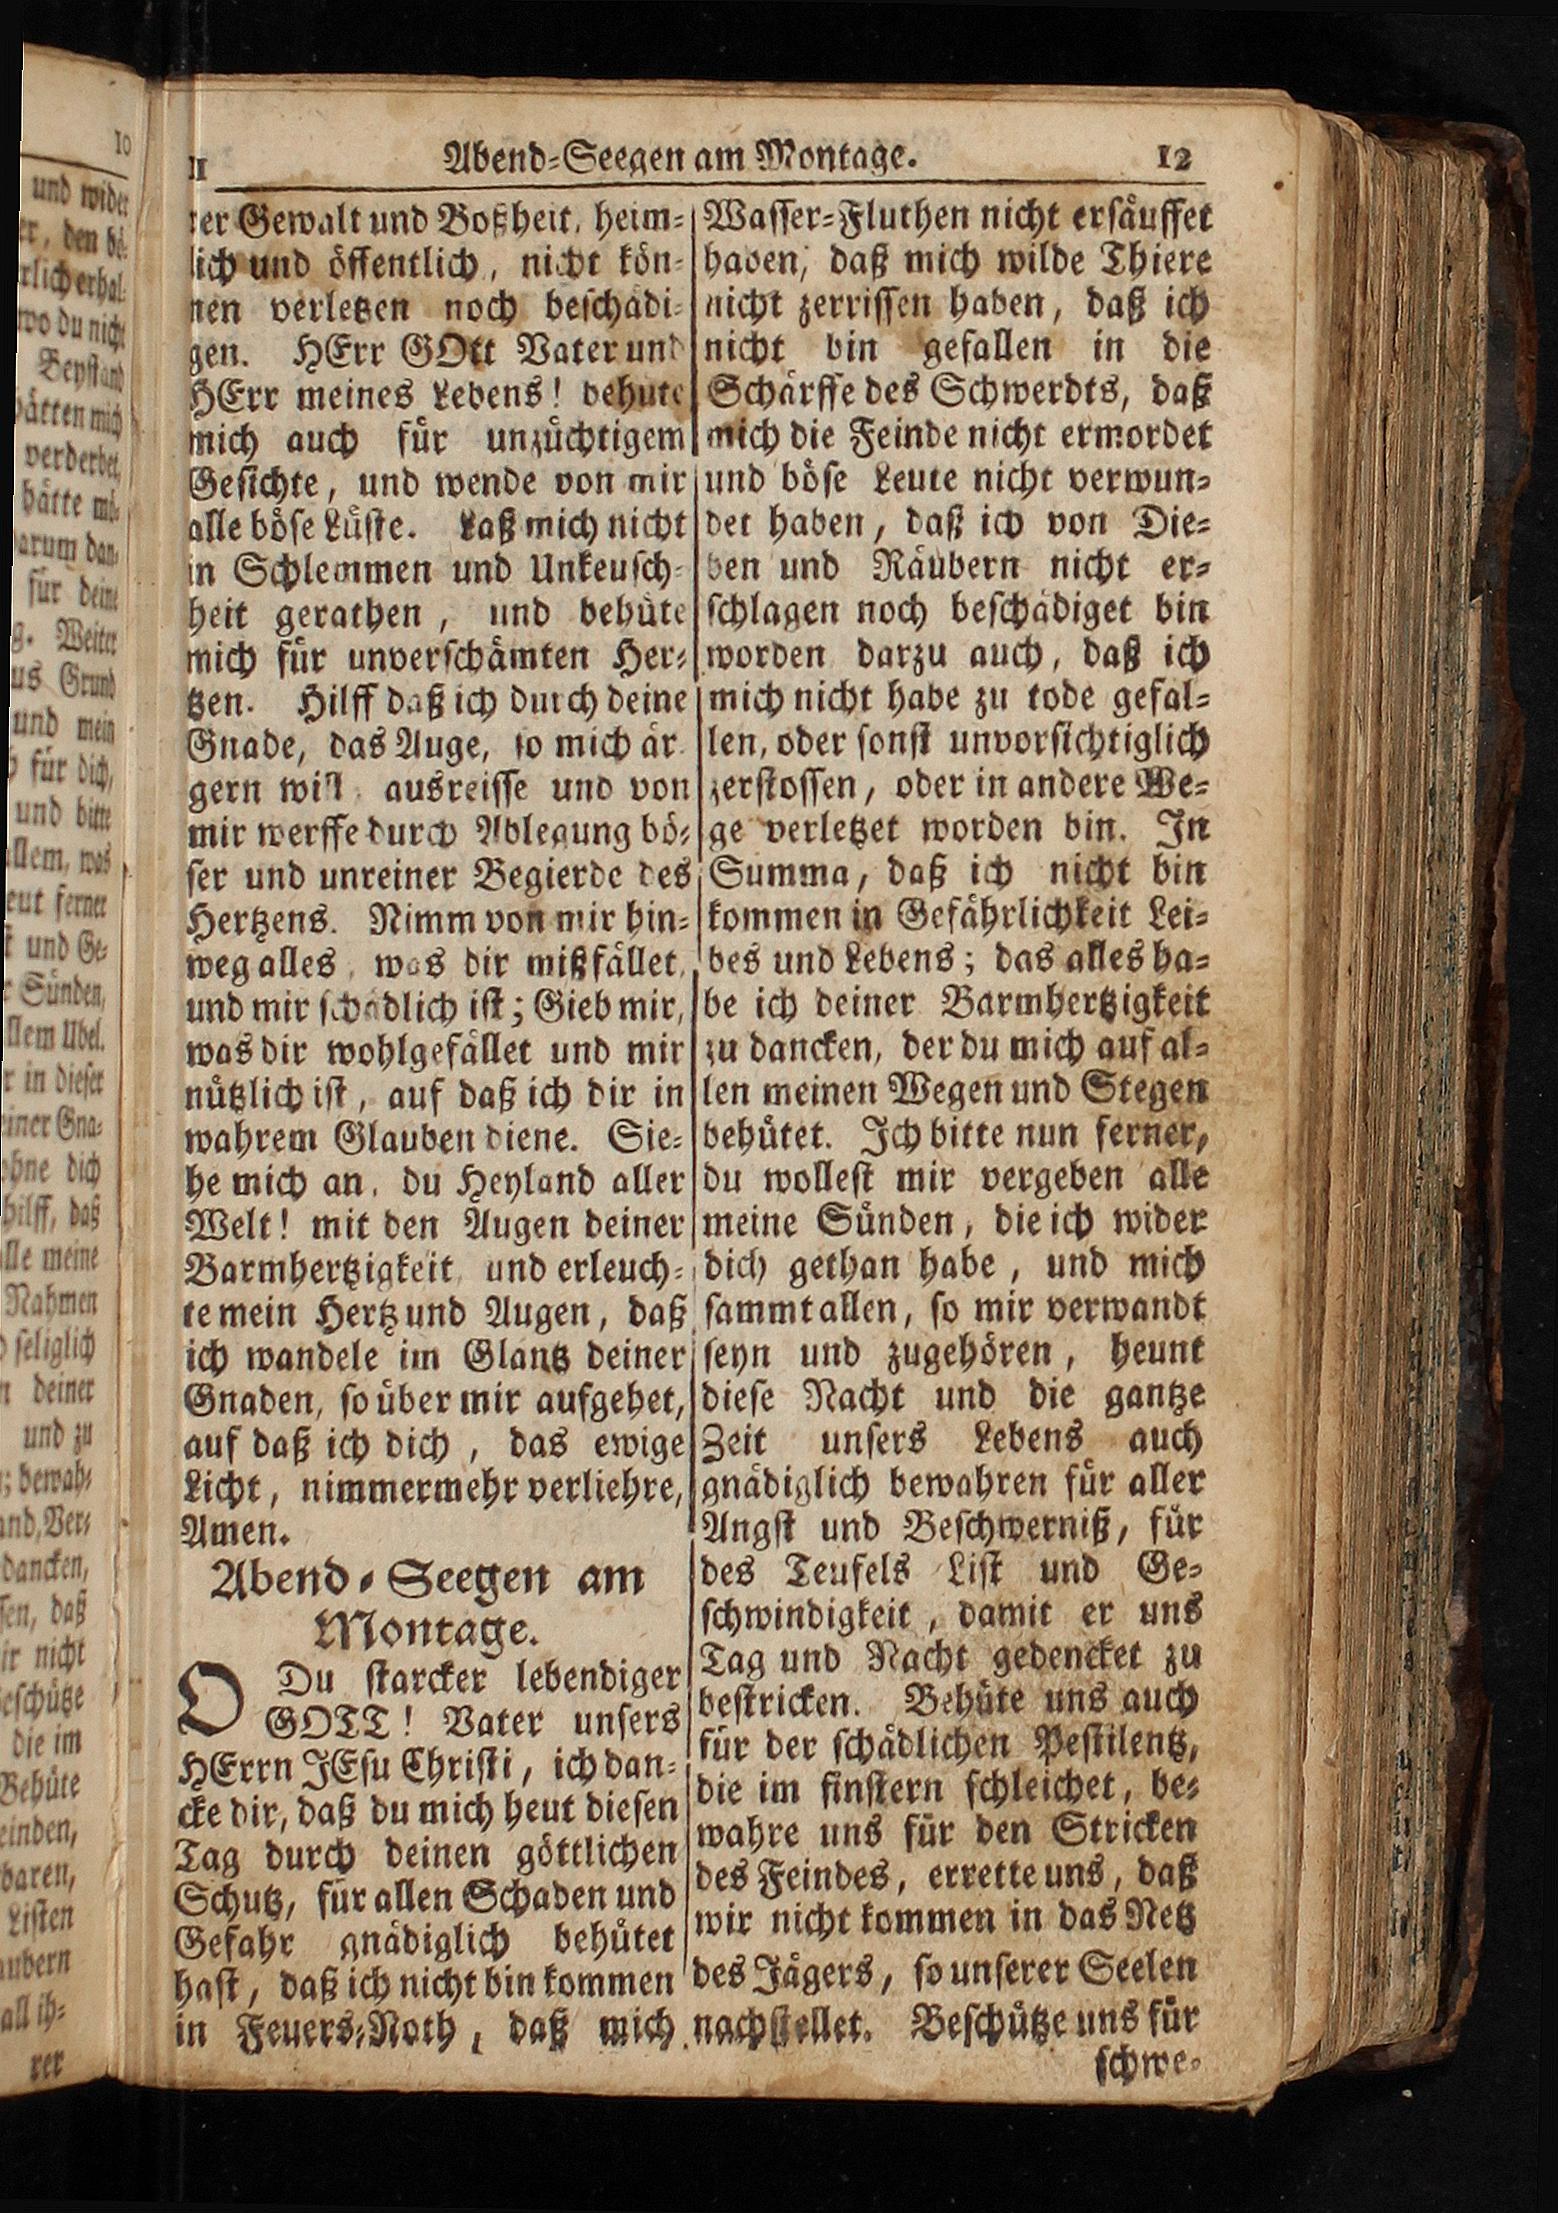 11 Abend-Seegen am Montage. 12
rer Gewalt und Boßheit, heim-
lich und öffentlich, nicht kön-
nen verletzen noch beschädi-
gen. HErr GOtt Vater und
HErr meines Lebens! behüte
mich auch für unzüchtigem
Gesichte, und wende von mir
alle böse Lüste. Laß mich nicht
in Schlemmen und Unkeusch-
heit gerathen, und behüte
mich für unverschämten Her-
tzen. Hilff daß ich durch deine
Gnade, das Auge, so mich är-
gern will ausreisse und von
mir werffe durch Ablegung bö-
ser und unreiner Begierde des
Hertzens. Nimm von mir hin-
weg alles, was dir mißfället,
und mir schädlich ist; Gieb mir,
was dir wohlgefället und mir
nützlich ist, auf daß ich dir in
wahrem Glauben diene. Sie-
he mich an, du Heyland aller
Welt! mit den Augen deiner
Barmhertzigkeit, und erleuch-
te mein Hertz und Augen, daß
ich wandele im Glantz deiner
Gnaden, so über mir aufgehet,
auf daß ich dich, das ewige
Licht, nimmermehr verliehre,
Amen.
Abend-Seegen am
Montage.
O Du starcker lebendiger
GOTT! Vater unsers
HErrn JEsu Christi, ich dan-
cke dir, daß du mich heut diesen
Tag durch deinen göttlichen
Schutz, für allen Schaden und
Gefahr gnädiglich behütet
hast, daß ich nicht bin kommen
in Feuers-Noth, daß mich
Wasser-Fluthen nicht ersäuffet
haben, daß mich wilde Thiere
nicht zerrissen haben, daß ich
nicht bin gefallen in die
Schärffe des Schwerdts, daß
mich die Feinde nicht ermordet
und böse Leute nicht verwun-
det haben, daß ich von Die-
ben und Räubern nicht er-
schlagen noch beschädiget bin
worden darzu auch, daß ich
mich nicht habe zu tode gefal-
len, oder sonst unvorsichtiglich
zerstossen, oder in andere We-
ge verletzet worden bin. In
Summa, daß ich nicht bin
kommen in Gefährlichkeit Lei-
bes und Lebens; das alles ha-
be ich deiner Barmhertzigkeit
zu dancken, der du mich auf al-
len meinen Wegen und Stegen
behütet. Ich bitte nun ferner,
du wollest mir vergeben alle
meine Sünden, die ich wider
dich gethan habe, und mich
sammt allen, so mir verwandt
seyn und zugehören, heunt
diese Nacht und die gantze
Zeit unsers Lebens auch
gnädiglich bewahren für aller
Angst und Beschwerniß, für
des Teufels List und Ge-
schwindigkeit, damit er uns
Tag und Nacht gedencket zu
bestricken. Behüte uns auch
für der schädlichen Pestilentz,
die im finstern schleichet, be-
wahre uns für den Stricken
des Feindes, errette uns, daß
wir nicht kommen in das Netz
des Jägers, so unserer Seelen
nachstellet. Beschütze uns für
schwe-